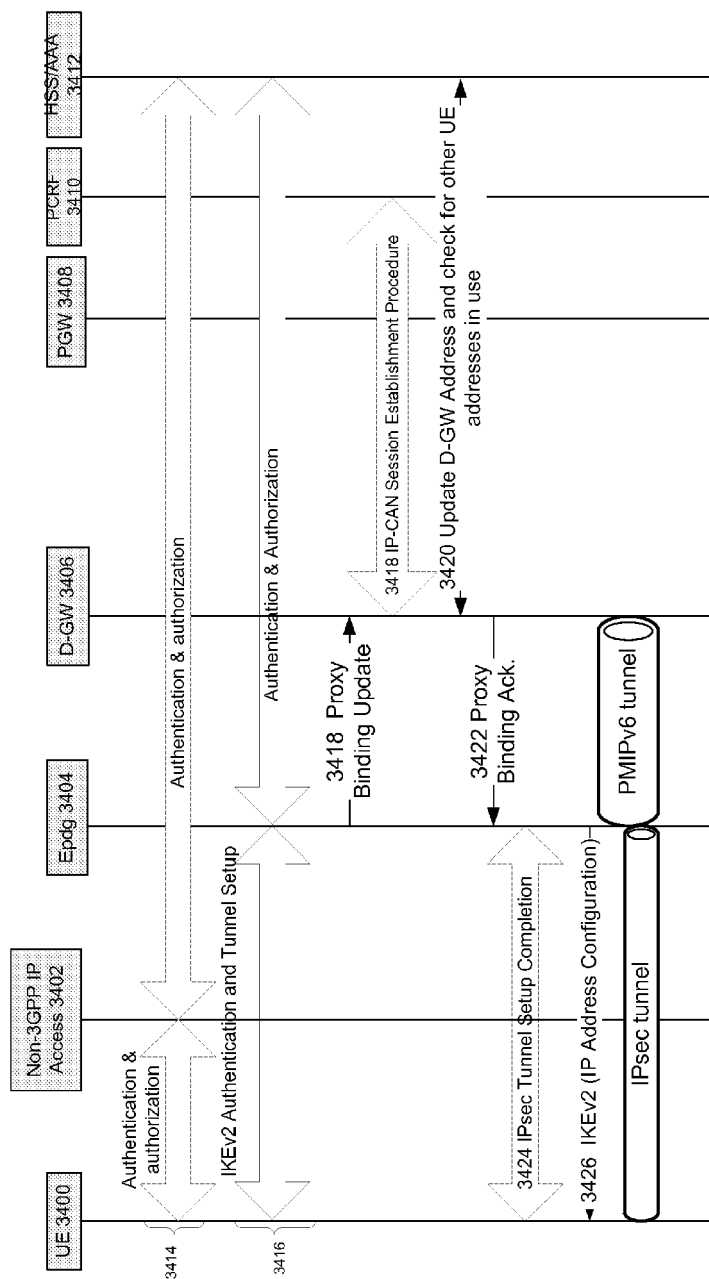 UE 3400
Non-3GPP IP
Access 3402
Epdg 3404
D-GW 3406
PGW 3408
PCRF
3410
HSS/AAA
3412
3414
Authentication &
authorization
Authentication & authorization
3416
IKEv2 Authentication and Tunnel Setup
Authentication & Authorization
3418 Proxy
Binding Update
3418 IP-CAN Session Establishment Procedure
3420 Update D-GW Address and check for other UE
addresses in use
3422 Proxy
Binding Ack.
3424 IPsec Tunnel Setup Completion
3426 IKEv2 (IP Address Configuration)
IPsec tunnel
PMIPv6 tunnel